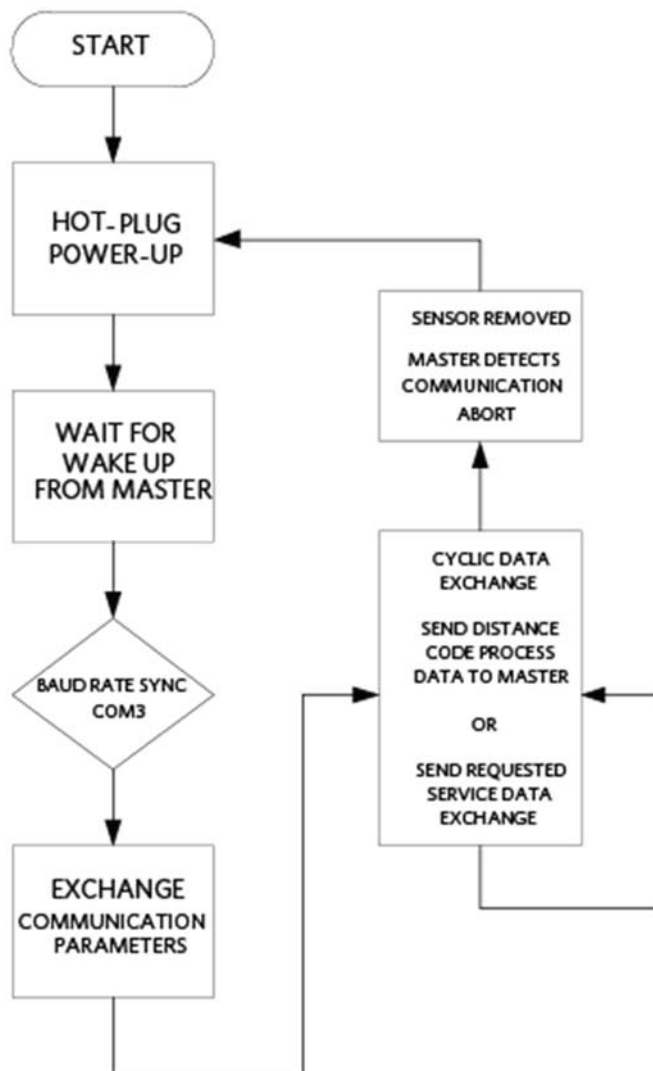 START
HOT-PLUG
POWER-UP
WAIT FOR
WAKE UP
FROM MASTER
BAUD RATE SYNC
COM3
EXCHANGE
COMMUNICATION
PARAMETERS
SENSOR REMOVED
MASTER DETECTS
COMMUNICATION
ABORT
CYCLIC DATA
EXCHANGE
SEND DISTANCE
CODE PROCESS
DATA TO MASTER
OR
SEND REQUESTED
SERVICE DATA
EXCHANGE